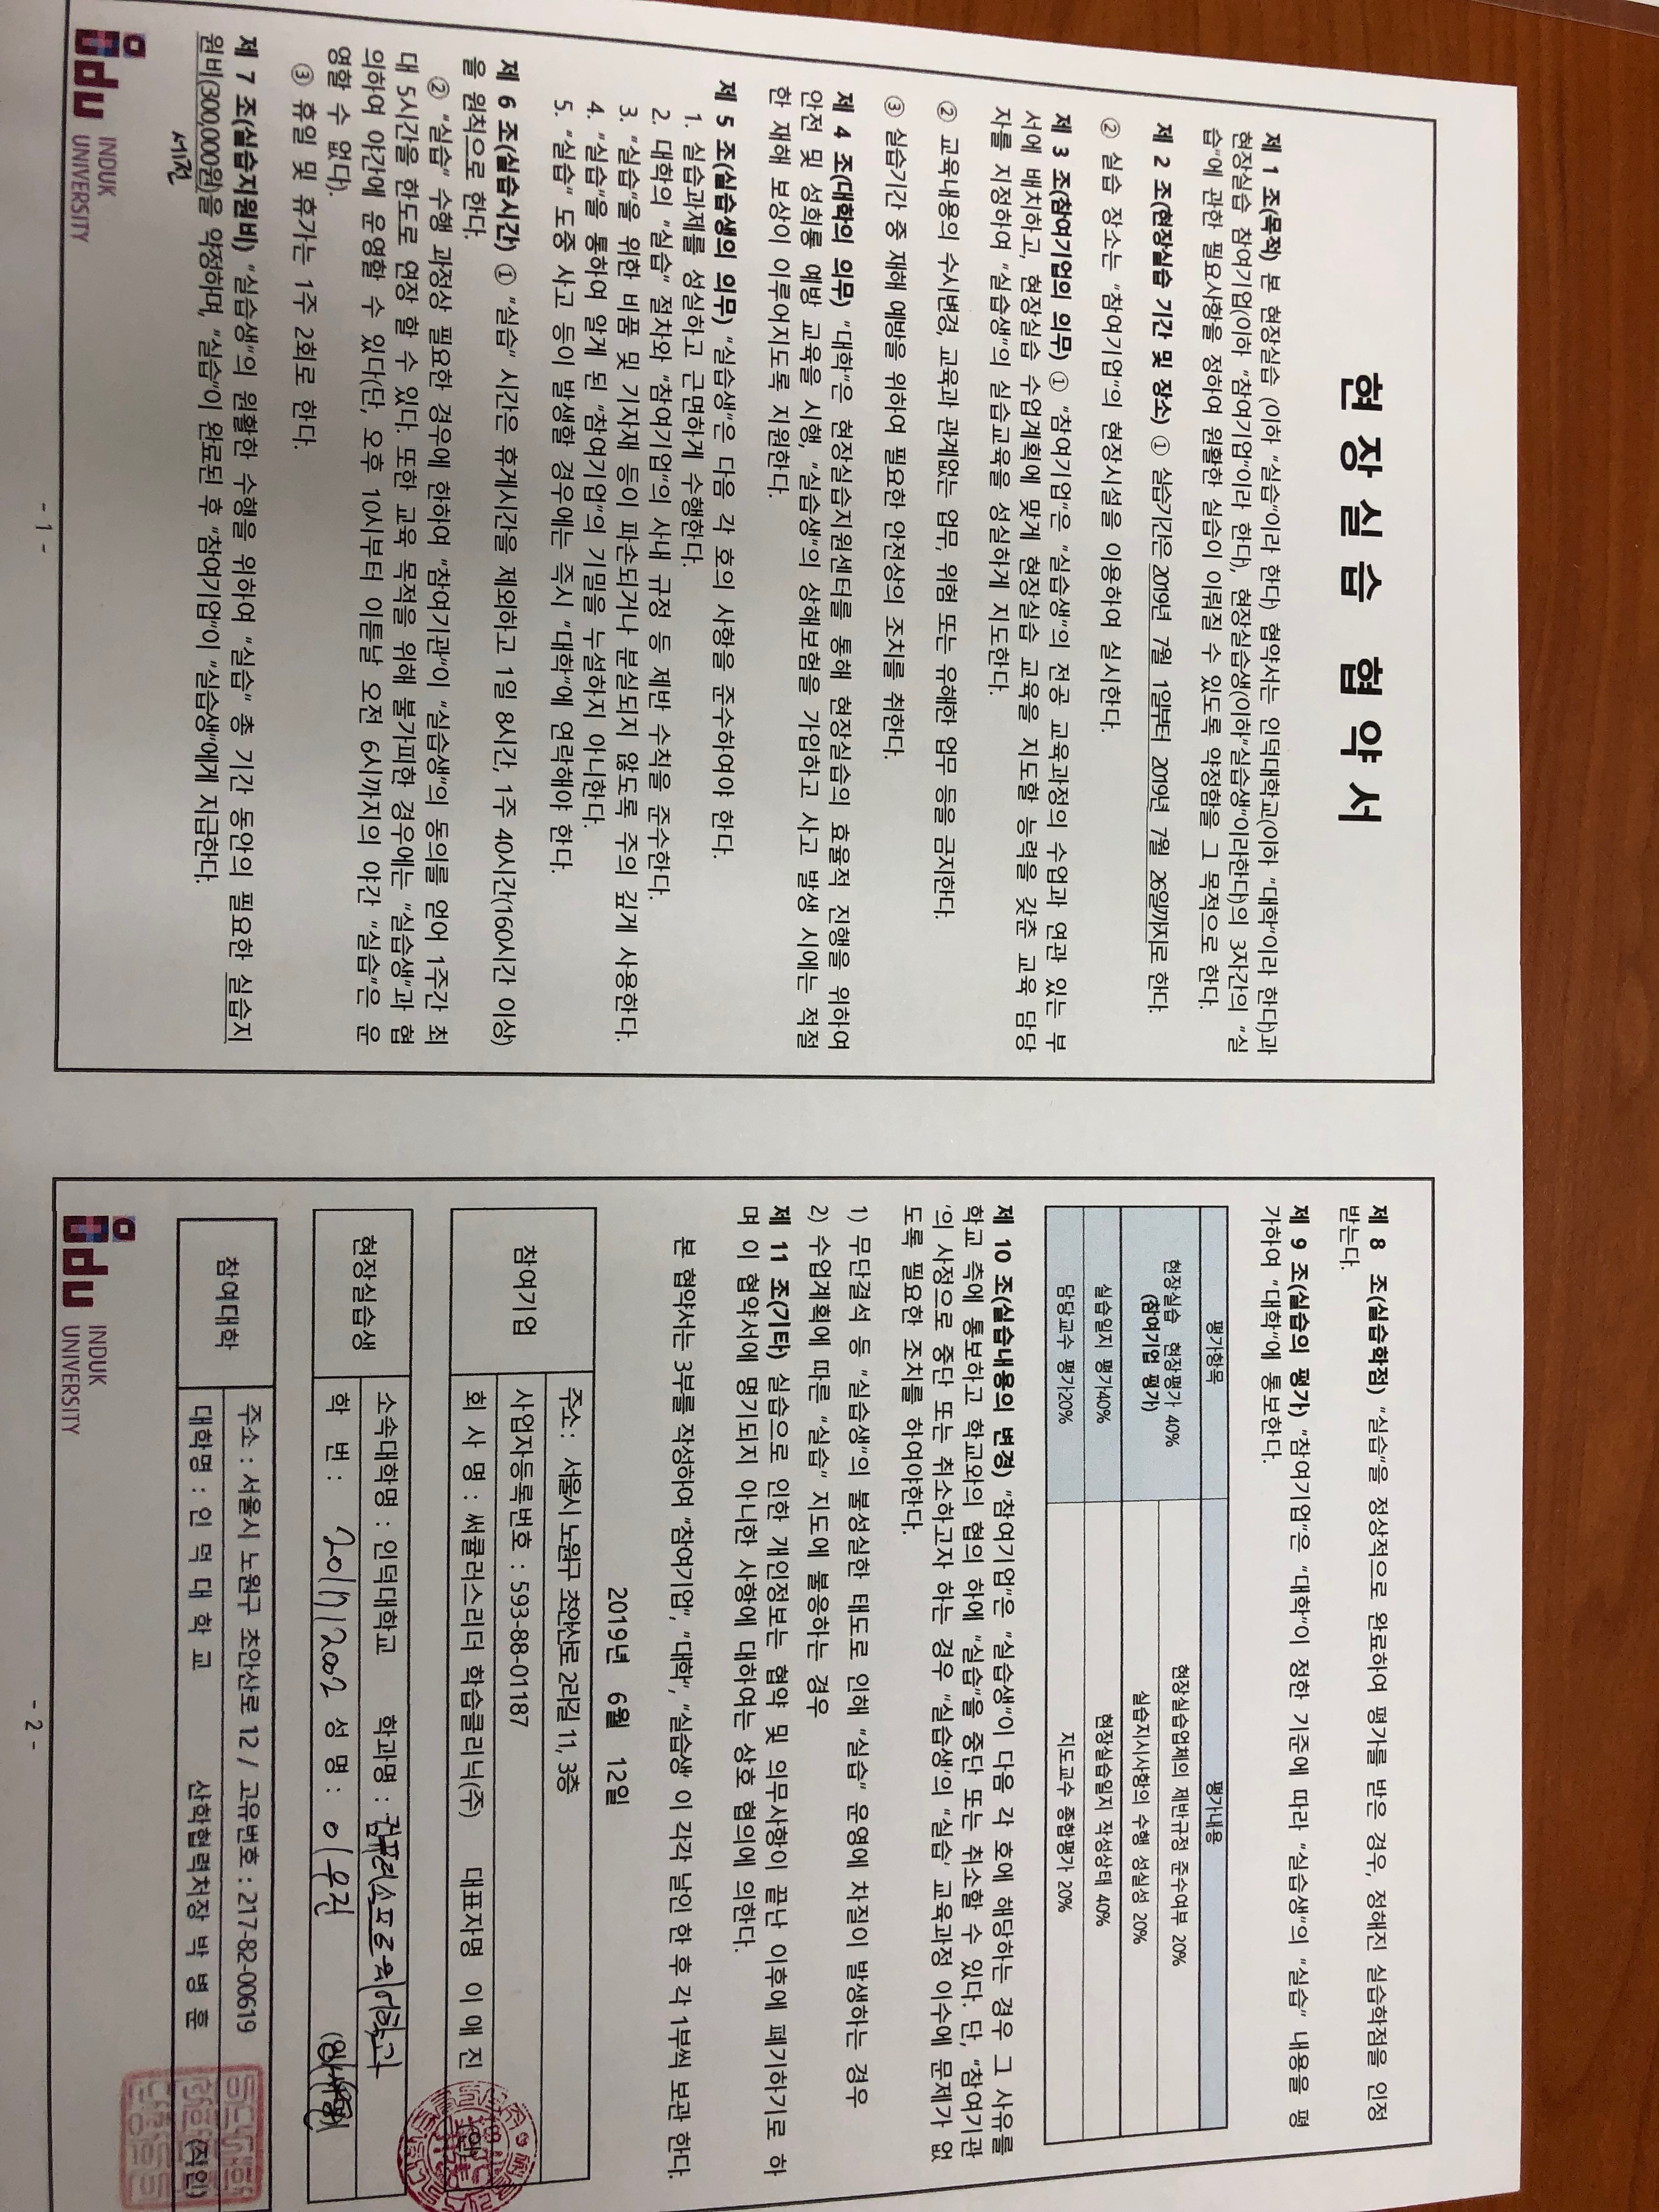 현 장 실 습 협 약 서
제 1 조(목적) 본 현장실습 (이하 "실습"이라 한다) 협약서는 인덕대학교(이하 "대학"이라 한다)과
현장실습 참여기업(이하 "참여기업"이라 한다), 현장실습생(이하"실습생"이라한다)의 3자간의 "실
습"에 관한 필요사항을 정하여 원활한 실습이 이뤄질 수 있도록 약정함을 그 목적으로 한다.
제 2 조(현장실습 기간 및 장소) ① 실습기간은 2019년 7월 1일부터 2019년 7월 26일까지로 한다.
② 실습 장소는 "참여기업"의 현장시설을 이용하여 실시한다.
제 3 조(참여기업의 의무) ① "참여기업"은 "실습생"의 전공 교육과정의 수업과 연관 있는 부
서에 배치하고, 현장실습 수업계획에 맞게 현장실습 교육을 지도할 능력을 갖춘 교육 담당
자를 지정하여 "실습생"의 실습교육을 성실하게 지도한다.
② 교육내용의 수시변경, 교육과 관계없는 업무, 위험 또는 유해한 업무 등을 금지한다.
③ 실습기간 중 재해 예방을 위하여 필요한 안전상의 조치를 취한다.
제 4 조(대학의 의무) "대학"은 현장실습지원센터를 통해 현장실습의 효율적 진행을 위하여
안전 및 성희롱 예방 교육을 시행, "실습생"의 상해보험을 가입하고 사고 발생 시에는 적절
한 재해 보상이 이루어지도록 지원한다.
제 5 조(실습생의 의무) "실습생"은 다음 각 호의 사항을 준수하여야 한다.
1. 실습과제를 성실하고 근면하게 수행한다.
2. 대학의 "실습" 절차와 "참여기업"의 사내 규정 등 제반 수칙을 준수한다.
3. "실습"을 위한 비품 및 기자재 등이 파손되거나 분실되지 않도록 주의 깊게 사용한다.
4. "실습"을 통하여 알게 된 "참여기업"의 기밀을 누설하지 아니한다.
5. "실습" 도중 사고 등이 발생할 경우에는 즉시 "대학"에 연락해야 한다.
제 6 조(실습시간) ① "실습" 시간은 휴게시간을 제외하고 1일 8시간, 1주 40시간(160시간 이상)
을 원칙으로 한다.
② "실습" 수행 과정상 필요한 경우에 한하여 "참여기관"이 "실습생"의 동의를 얻어 1주간 최
대 5시간을 한도로 연장 할 수 있다. 또한 교육 목적을 위해 불가피한 경우에는 "실습생"과 협
의하여 야간에 운영할 수 있다(단, 오후 10시부터 이튿날 오전 6시까지의 야간 "실습"은 운
영할 수 없다).
③ 휴일 및 휴가는 1주 2회로 한다.
제 7 조(실습지원비) "실습생"의 원활한 수행을 위하여 "실습" 총 기간 동안의 필요한 실습지
원비(300,000원)을 약정하며, "실습"이 완료된 후 "참여기업"이 "실습생"에게 지급한다.
세전
idu INDUK
UNIVERSITY
- 1 -
제 8 조(실습학점) "실습"을 정상적으로 완료하여 평가를 받은 경우, 정해진 실습학점을 인정
받는다.
제 9 조(실습의 평가) "참여기업"은 "대학"이 정한 기준에 따라 "실습생"의 "실습" 내용을 평
가하여 "대학"에 통보한다.
평가항목 평가내용
현장실습 현장평가 40% 현장실습업체의 제반규정 준수여부 20%
(참여기업 평가) 실습지시사항의 수행 성실성 20%
실습일지 평가40% 현장실습일지 작성상태 40%
담당교수 평가20% 지도교수 종합평가 20%
제 10 조(실습내용의 변경) "참여기업"은 "실습생"이 다음 각 호에 해당하는 경우 그 사유를
학교 측에 통보하고 학교와의 협의 하에 "실습"을 중단 또는 취소할 수 있다. 단, "참여기관
'의 사정으로 중단 또는 취소하고자 하는 경우 "실습생'의 "실습' 교육과정 이수에 문제가 없
도록 필요한 조치를 하여야한다.
1) 무단결석 등 "실습생"의 불성실한 태도로 인해 "실습" 운영에 차질이 발생하는 경우
2) 수업계획에 따른 "실습" 지도에 불응하는 경우
제 11 조(기타) 실습으로 인한 개인정보는 협약 및 의무사항이 끝난 이후에 폐기하기로 하
며 이 협약서에 명기되지 아니한 사항에 대하여는 상호 협의에 의한다.
본 협약서는 3부를 작성하여 "참여기업", "대학", "실습생' 이 각각 날인 한 후 각 1부씩 보관 한다.
2019년 6월 12일
참여기업
주소 : 서울시 노원구 초안산로 2라길 11, 3층
사업자등록번호 : 593-88-01187
회 사 명 : 써큘러스리더 학습클리닉(주) 대표자명 이 애 진
현장실습생
소속대학명 : 인덕대학교 학과명 : 컴퓨터소프트웨어학과
학 번 : 201712002 성 명 : 이우진
참여대학
주소 : 서울시 노원구 초안산로 12 / 고유번호 : 217-82-00619
대학명 : 인 덕 대 학 교 산학협력처장 박 병 훈 (직인)
idu INDUK
UNIVERSITY
- 2 -